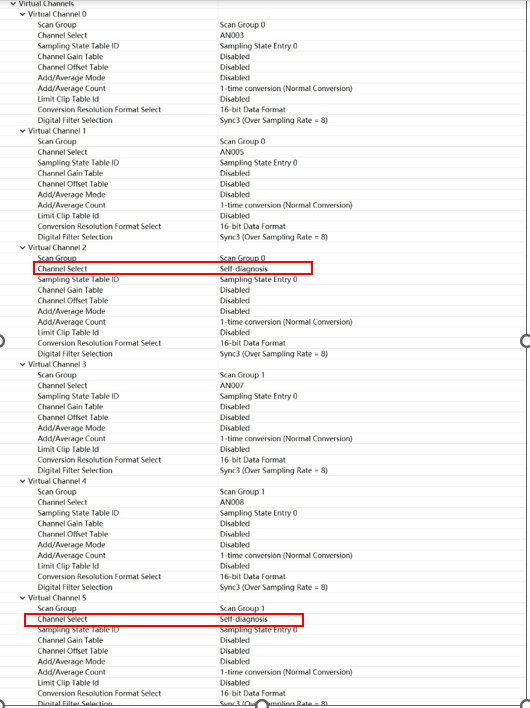 Virtual Channels
Virtual Channel 0
Scan Group Scan Group 0
Channel Select AN003
Sampling State Table ID Sampling State Entry 0
Channel Gain Table Disabled
Channel Offset Table Disabled
Add/Average Mode Disabled
Add/Average Count 1-time conversion (Normal Conversion)
Limit Clip Table Id Disabled
Conversion Resolution Format Select 16-bit Data Format
Digital Filter Selection Sync3 (Over Sampling Rate = 8)
Virtual Channel 1
Scan Group Scan Group 0
Channel Select AN005
Sampling State Table ID Sampling State Entry 0
Channel Gain Table Disabled
Channel Offset Table Disabled
Add/Average Mode Disabled
Add/Average Count 1-time conversion (Normal Conversion)
Limit Clip Table Id Disabled
Conversion Resolution Format Select 16-bit Data Format
Digital Filter Selection Sync3 (Over Sampling Rate = 8)
Virtual Channel 2
Scan Group Scan Group 0
Channel Select Self-diagnosis
Sampling State Table ID Sampling State Entry 0
Channel Gain Table Disabled
Channel Offset Table Disabled
Add/Average Mode Disabled
Add/Average Count 1-time conversion (Normal Conversion)
Limit Clip Table Id Disabled
Conversion Resolution Format Select 16-bit Data Format
Digital Filter Selection Sync3 (Over Sampling Rate = 8)
Virtual Channel 3
Scan Group Scan Group 1
Channel Select AN007
Sampling State Table ID Sampling State Entry 0
Channel Gain Table Disabled
Channel Offset Table Disabled
Add/Average Mode Disabled
Add/Average Count 1-time conversion (Normal Conversion)
Limit Clip Table Id Disabled
Conversion Resolution Format Select 16-bit Data Format
Digital Filter Selection Sync3 (Over Sampling Rate = 8)
Virtual Channel 4
Scan Group Scan Group 1
Channel Select AN008
Sampling State Table ID Sampling State Entry 0
Channel Gain Table Disabled
Channel Offset Table Disabled
Add/Average Mode Disabled
Add/Average Count 1-time conversion (Normal Conversion)
Limit Clip Table Id Disabled
Conversion Resolution Format Select 16-bit Data Format
Digital Filter Selection Sync3 (Over Sampling Rate = 8)
Virtual Channel 5
Scan Group Scan Group 1
Channel Select Self-diagnosis
Sampling State Table ID Sampling State Entry 0
Channel Gain Table Disabled
Channel Offset Table Disabled
Add/Average Mode Disabled
Add/Average Count 1-time conversion (Normal Conversion)
Limit Clip Table Id Disabled
Conversion Resolution Format Select 16-bit Data Format
Digital Filter Selection Sync3 (Over Sampling Rate = 8)